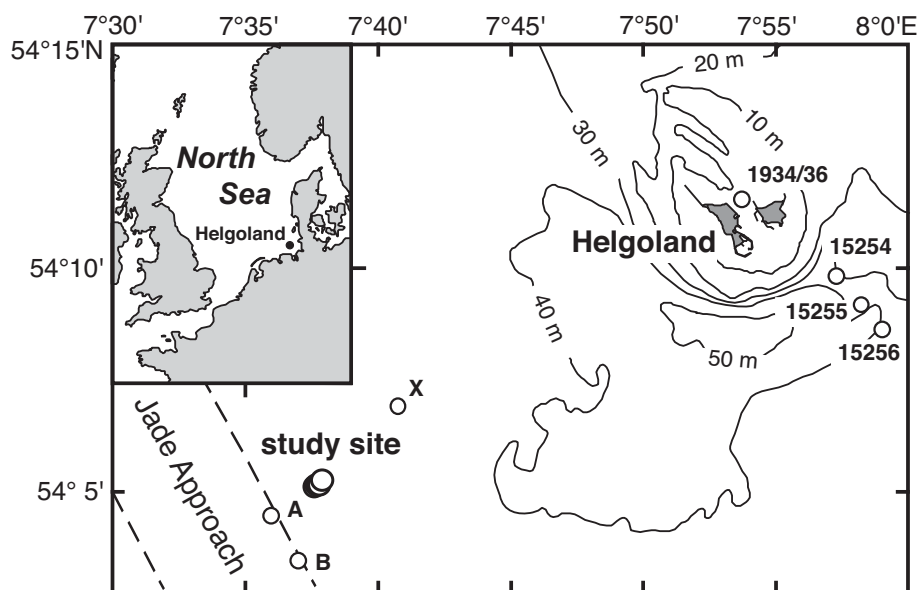 7°30' 7°35' 7°40' 7°45' 7°50' 7°55' 8°0'E
54°15'N
20 m
10 m
30 m
North
Sea
1934/36
Helgoland
Helgoland
15254
54°10'
40 m
15255
50 m
15256
X
Jade Approach
study site
54° 5'
A
B